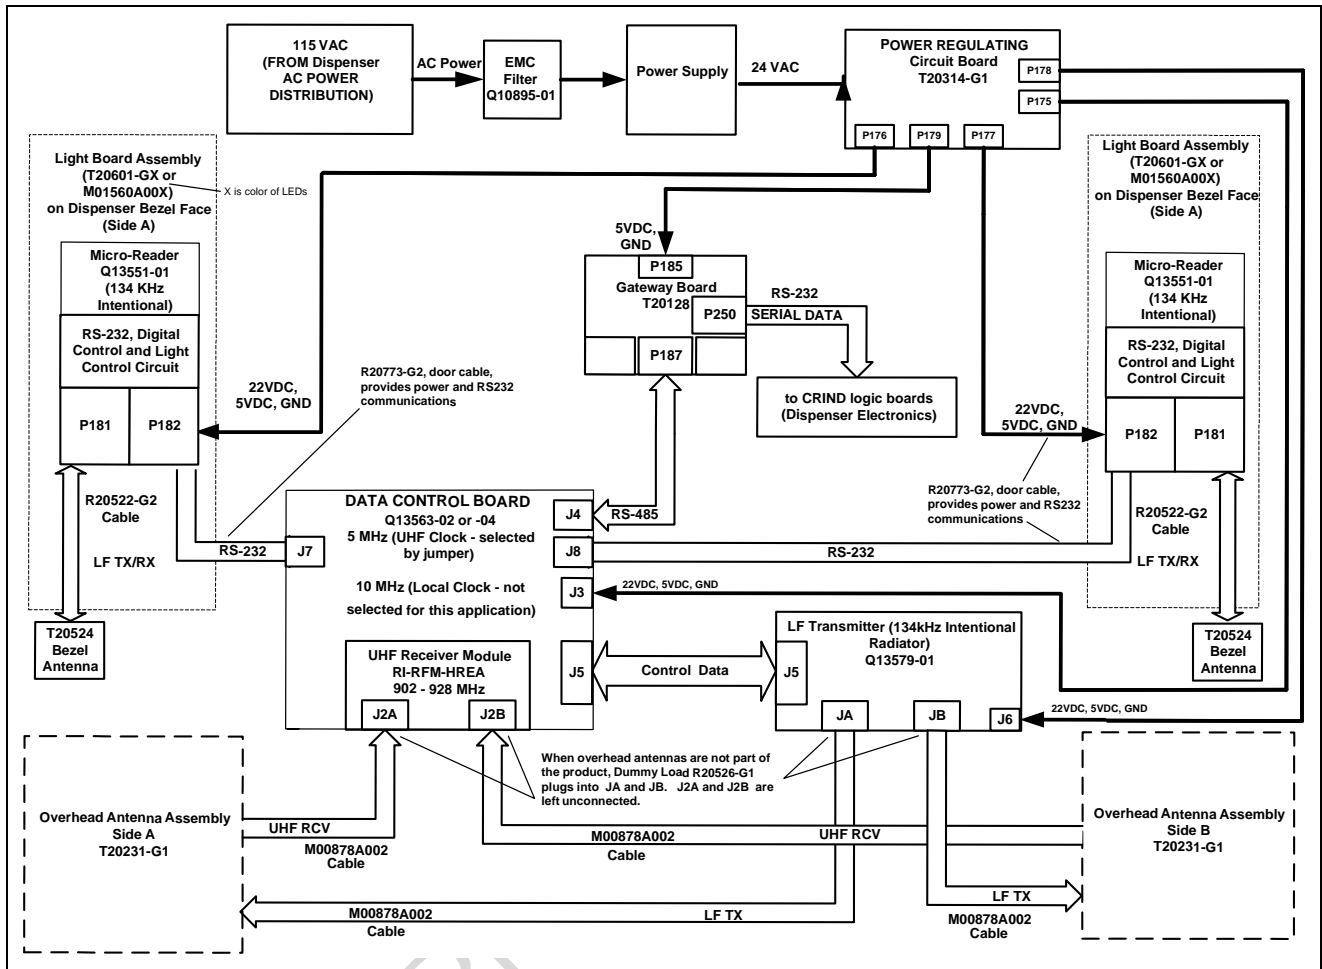 115 VAC
(FROM Dispenser
AC POWER
DISTRIBUTION)
AC Power
EMC
Filter
Q10895-01
Power Supply
24 VAC
POWER REGULATING
Circuit Board
T20314-G1
P178
P175
P176
P179
P177
Light Board Assembly
(T20601-GX or
M01560A00X)
on Dispenser Bezel Face
(Side A)
X is color of LEDs
Micro-Reader
Q13551-01
(134 KHz
Intentional)
RS-232, Digital
Control and Light
Control Circuit
P181
P182
22VDC,
5VDC, GND
R20773-G2, door cable,
provides power and RS232
communications
5VDC,
GND
P185
Gateway Board
T20128
P250
P187
RS-232
SERIAL DATA
to CRIND logic boards
(Dispenser Electronics)
Light Board Assembly
(T20601-GX or
M01560A00X)
on Dispenser Bezel Face
(Side A)
Micro-Reader
Q13551-01
(134 KHz
Intentional)
RS-232, Digital
Control and Light
Control Circuit
P182
P181
22VDC,
5VDC, GND
R20773-G2, door cable,
provides power and RS232
communications
R20522-G2
Cable
LF TX/RX
RS-232
T20524
Bezel
Antenna
DATA CONTROL BOARD
Q13563-02 or -04
5 MHz (UHF Clock - selected
by jumper)
10 MHz (Local Clock - not
selected for this application)
J7
J4
J8
J3
J5
RS-485
RS-232
22VDC, 5VDC, GND
UHF Receiver Module
RI-RFM-HREA
902 - 928 MHz
J2A
J2B
Control Data
LF Transmitter (134kHz Intentional
Radiator)
Q13579-01
J5
JA
JB
J6
22VDC, 5VDC, GND
R20522-G2
Cable
LF TX/RX
T20524
Bezel
Antenna
When overhead antennas are not part of
the product, Dummy Load R20526-G1
plugs into JA and JB. J2A and J2B are
left unconnected.
Overhead Antenna Assembly
Side A
T20231-G1
UHF RCV
M00878A002
Cable
M00878A002
Cable
UHF RCV
Overhead Antenna Assembly
Side B
T20231-G1
M00878A002
Cable
LF TX
LF TX
M00878A002
Cable